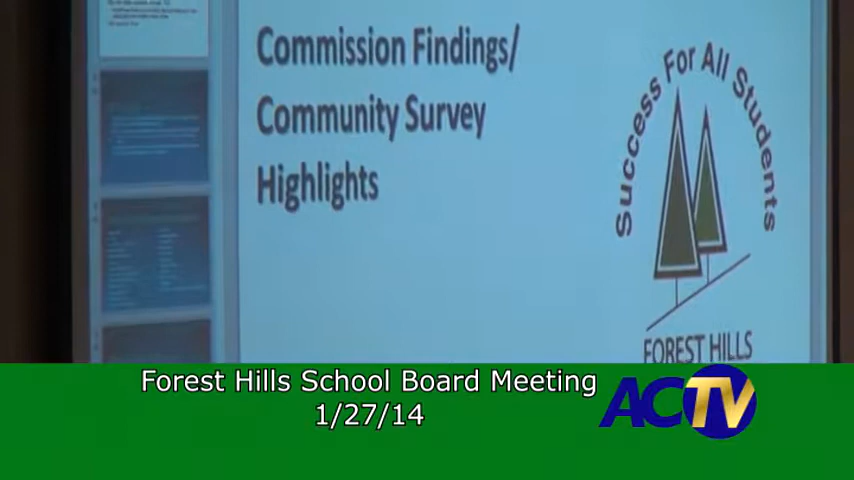 Commission Findings/
Community Survey
Highlights
Success For All Students
FOREST HILLS
Forest Hills School Board Meeting
1/27/14
ACTV